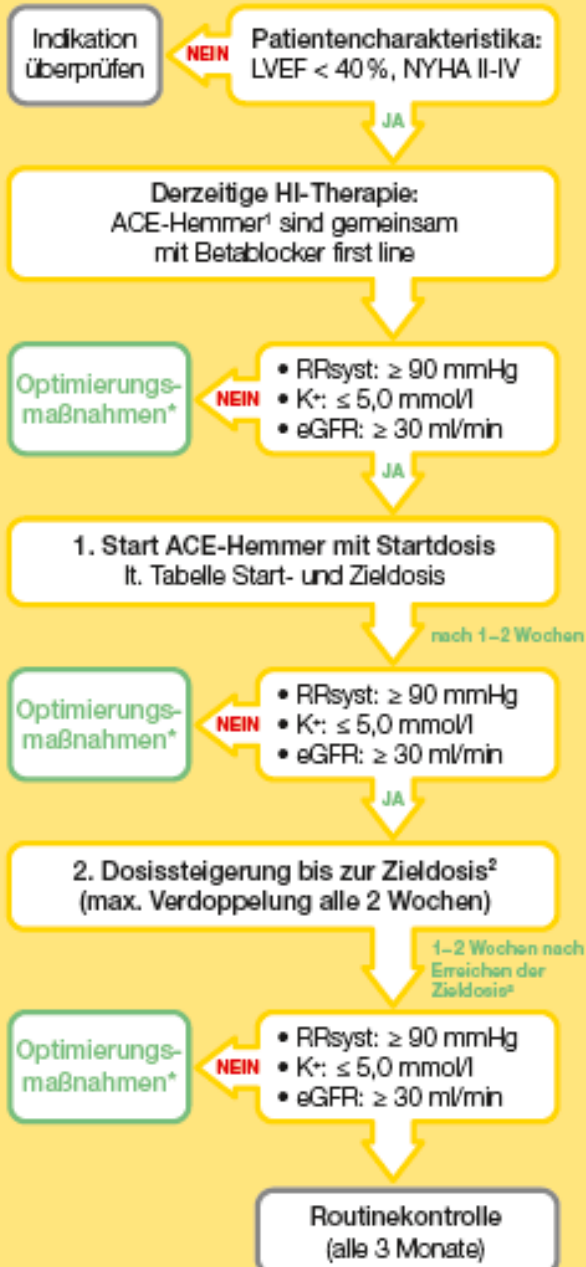 Indikation
überprüfen
NEIN
Patientencharakteristika:
LVEF < 40 %, NYHA II-IV
JA
Derzeitige HI-Therapie:
ACE-Hemmer¹ sind gemeinsam
mit Betablocker first line
Optimierungs-
maßnahmen*
NEIN
• RRsyst: ≥ 90 mmHg
• K⁺: ≤ 5,0 mmol/l
• eGFR: ≥ 30 ml/min
JA
1. Start ACE-Hemmer mit Startdosis
lt. Tabelle Start- und Zieldosis
nach 1–2 Wochen
Optimierungs-
maßnahmen*
NEIN
• RRsyst: ≥ 90 mmHg
• K⁺: ≤ 5,0 mmol/l
• eGFR: ≥ 30 ml/min
JA
2. Dosissteigerung bis zur Zieldosis²
(max. Verdoppelung alle 2 Wochen)
1–2 Wochen nach
Erreichen der
Zieldosis²
Optimierungs-
maßnahmen*
NEIN
• RRsyst: ≥ 90 mmHg
• K⁺: ≤ 5,0 mmol/l
• eGFR: ≥ 30 ml/min
Routinekontrolle
(alle 3 Monate)